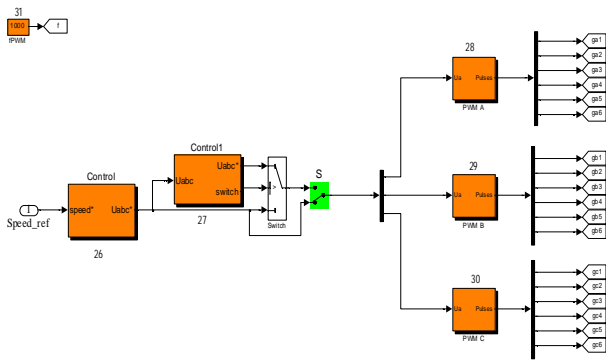 31
1000
f
fPWM
28
Ua
Pulses
PWM A
ga1
ga2
ga3
ga4
ga5
ga6
Control
speed*
Uabc*
26
1
Speed_ref
Control1
Uabc
Uabc*
switch
27
>
Switch
S
29
Ua
Pulses
PWM B
gb1
gb2
gb3
gb4
gb5
gb6
30
Ua
Pulses
PWM C
gc1
gc2
gc3
gc4
gc5
gc6